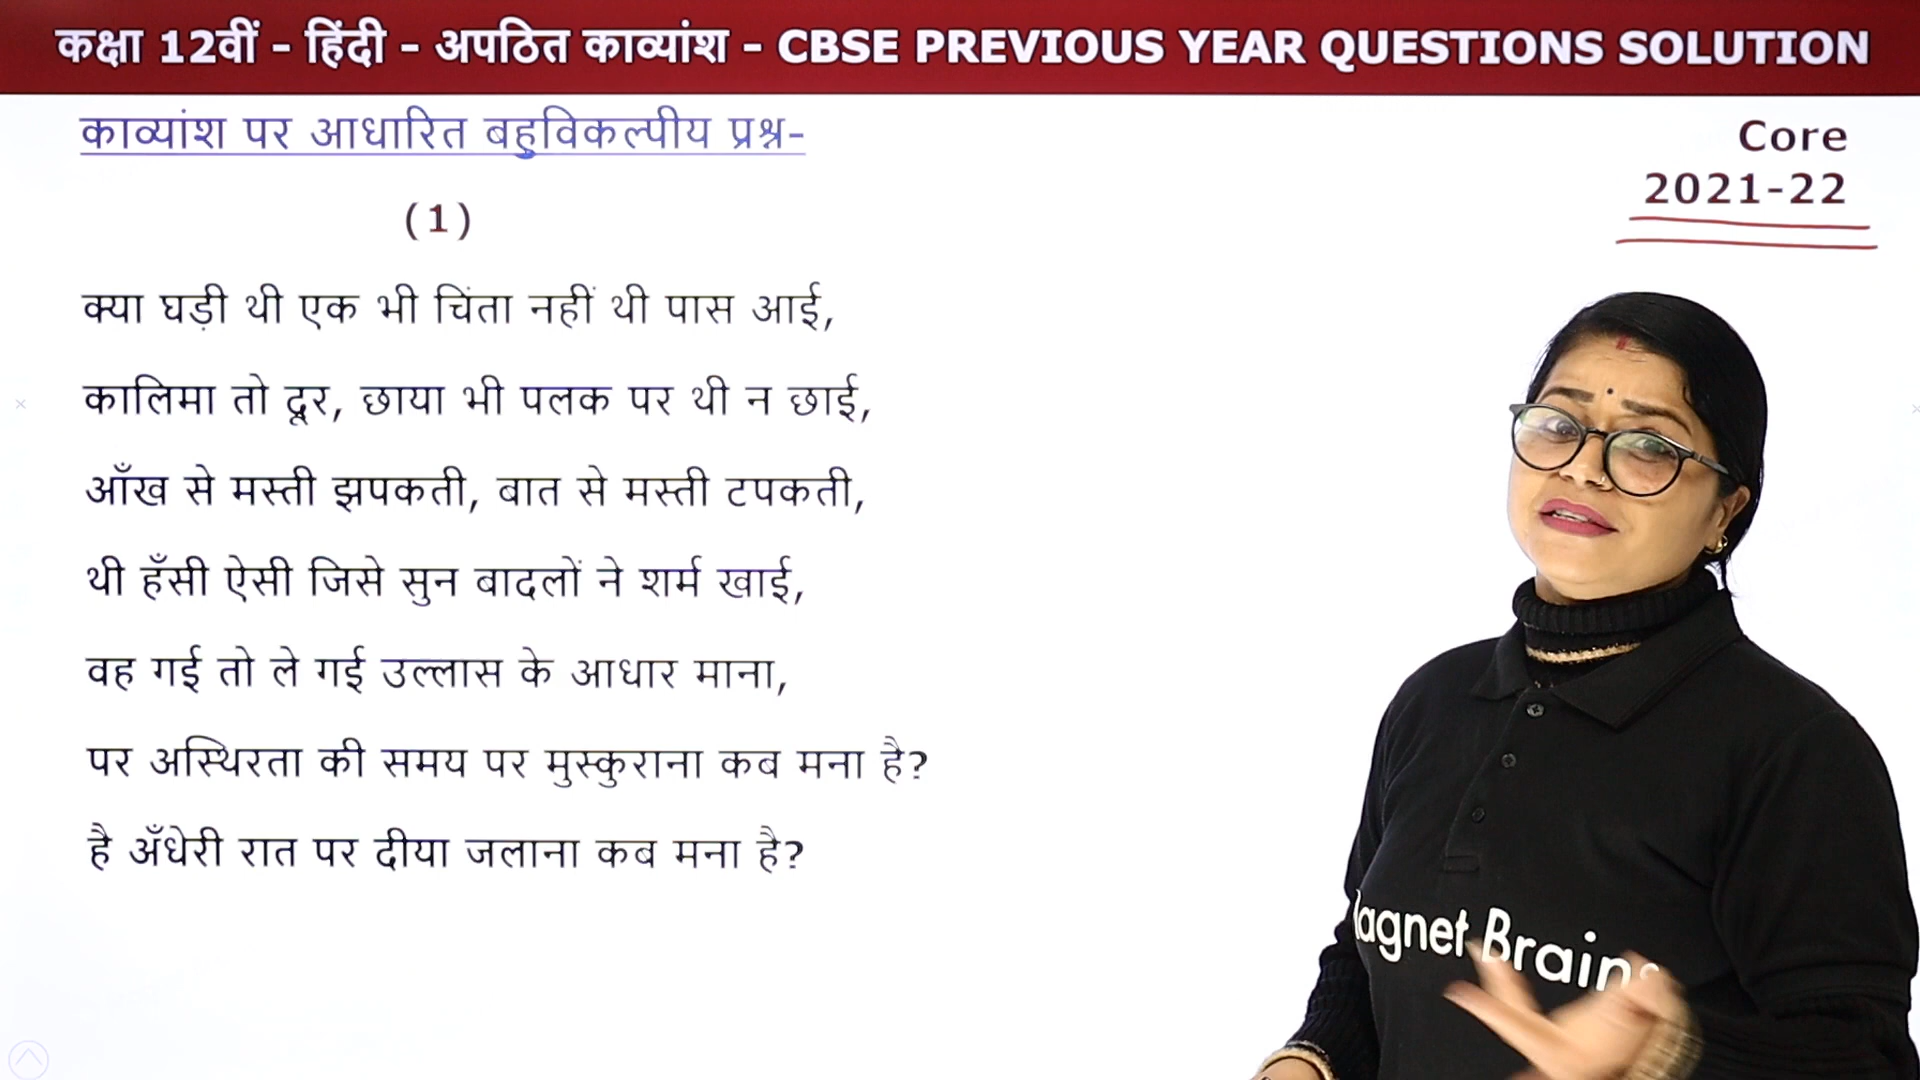 कक्षा 12वीं - हिंदी - अपठित काव्यांश - CBSE PREVIOUS YEAR QUESTIONS SOLUTION
काव्यांश पर आधारित बहुविकल्पीय प्रश्न-
Core
2021-22
(1)
क्या घड़ी थी एक भी चिंता नहीं थी पास आई,
कालिमा तो दूर, छाया भी पलक पर थी न छाई,
आँख से मस्ती झपकती, बात से मस्ती टपकती,
थी हँसी ऐसी जिसे सुन बादलों ने शर्म खाई,
वह गई तो ले गई उल्लास के आधार माना,
पर अस्थिरता की समय पर मुस्कुराना कब मना है?
है अँधेरी रात पर दीया जलाना कब मना है?
agnet Brain